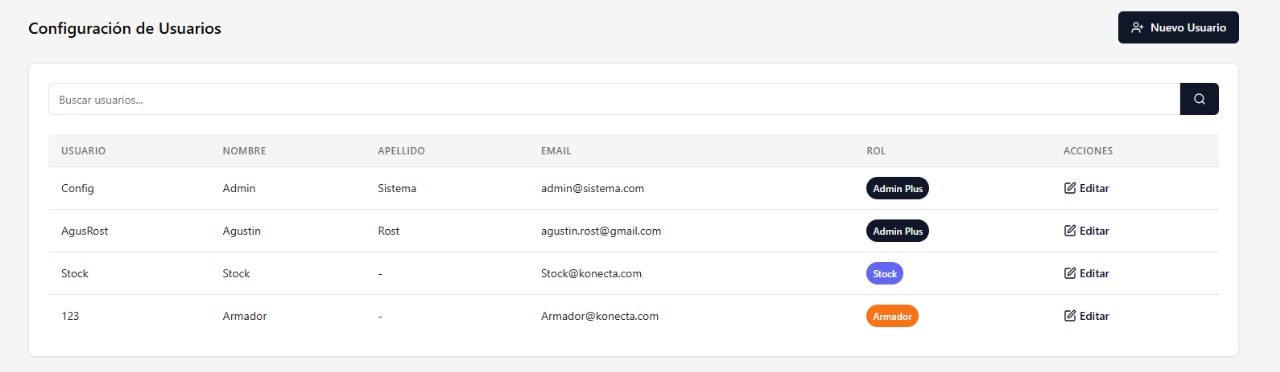 Configuración de Usuarios
Nuevo Usuario
Buscar usuarios...
USUARIO NOMBRE APELLIDO EMAIL ROL ACCIONES
Config Admin Sistema admin@sistema.com Admin Plus Editar
AgusRost Agustin Rost agustin.rost@gmail.com Admin Plus Editar
Stock Stock - Stock@konecta.com Stock Editar
123 Armador - Armador@konecta.com Armador Editar